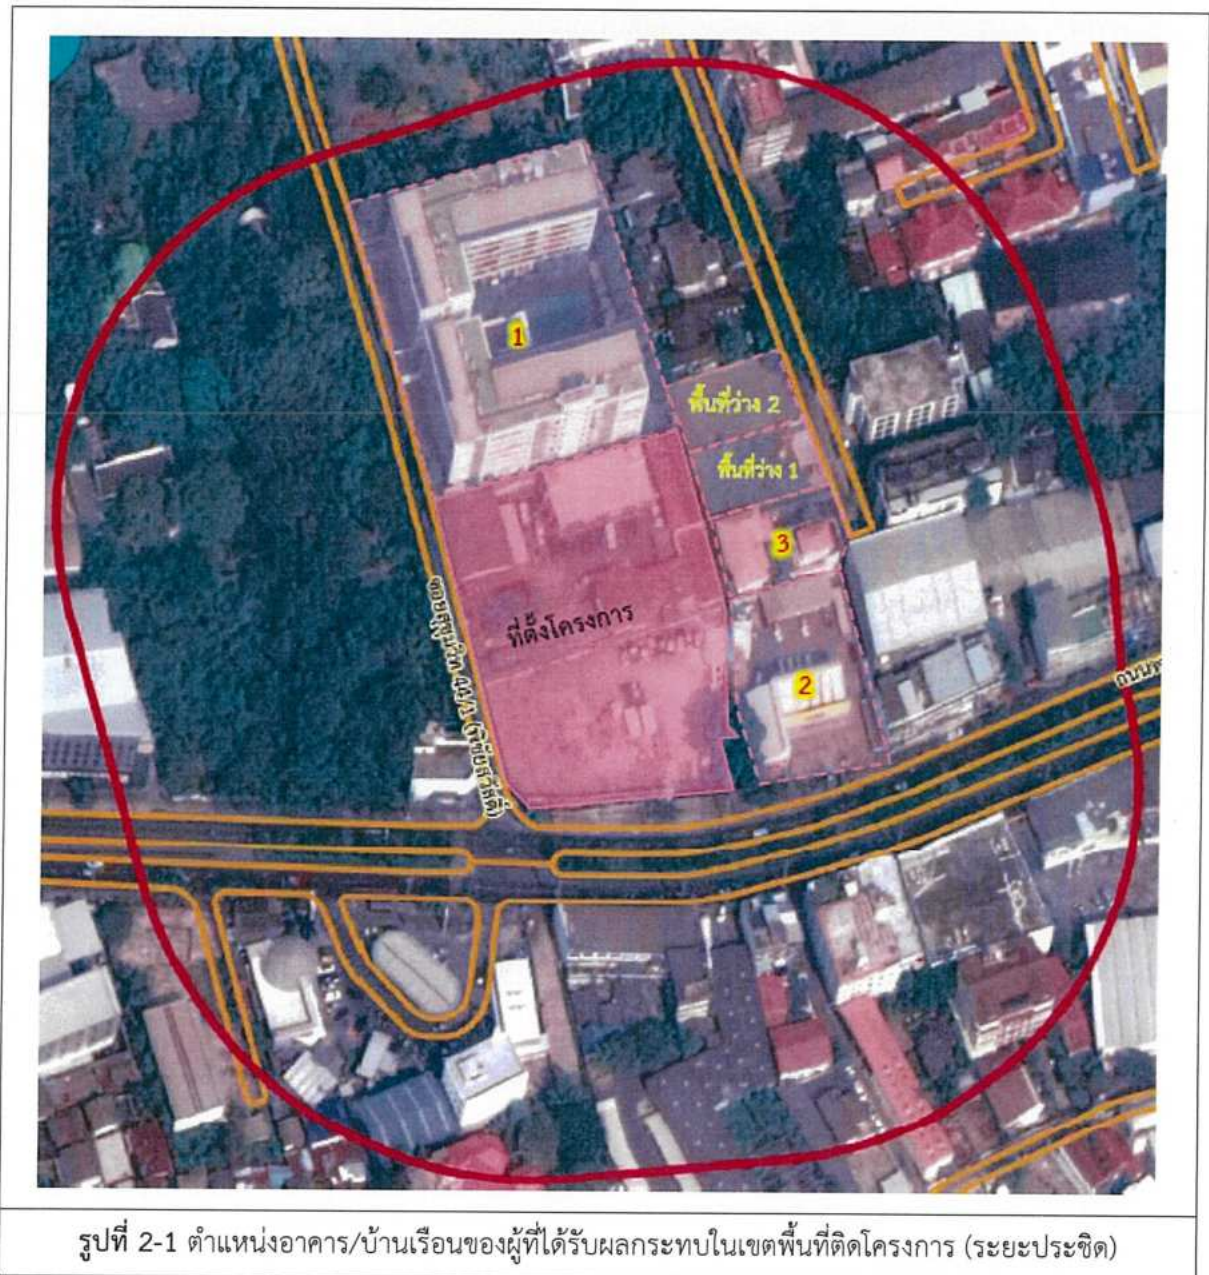 1
พื้นที่ว่าง 2
พื้นที่ว่าง 1
3
ที่ตั้งโครงการ
2
รูปที่ 2-1 ตำแหน่งอาคาร/บ้านเรือนของผู้ที่ได้รับผลกระทบในเขตพื้นที่ติดโครงการ (ระยะประชิด)